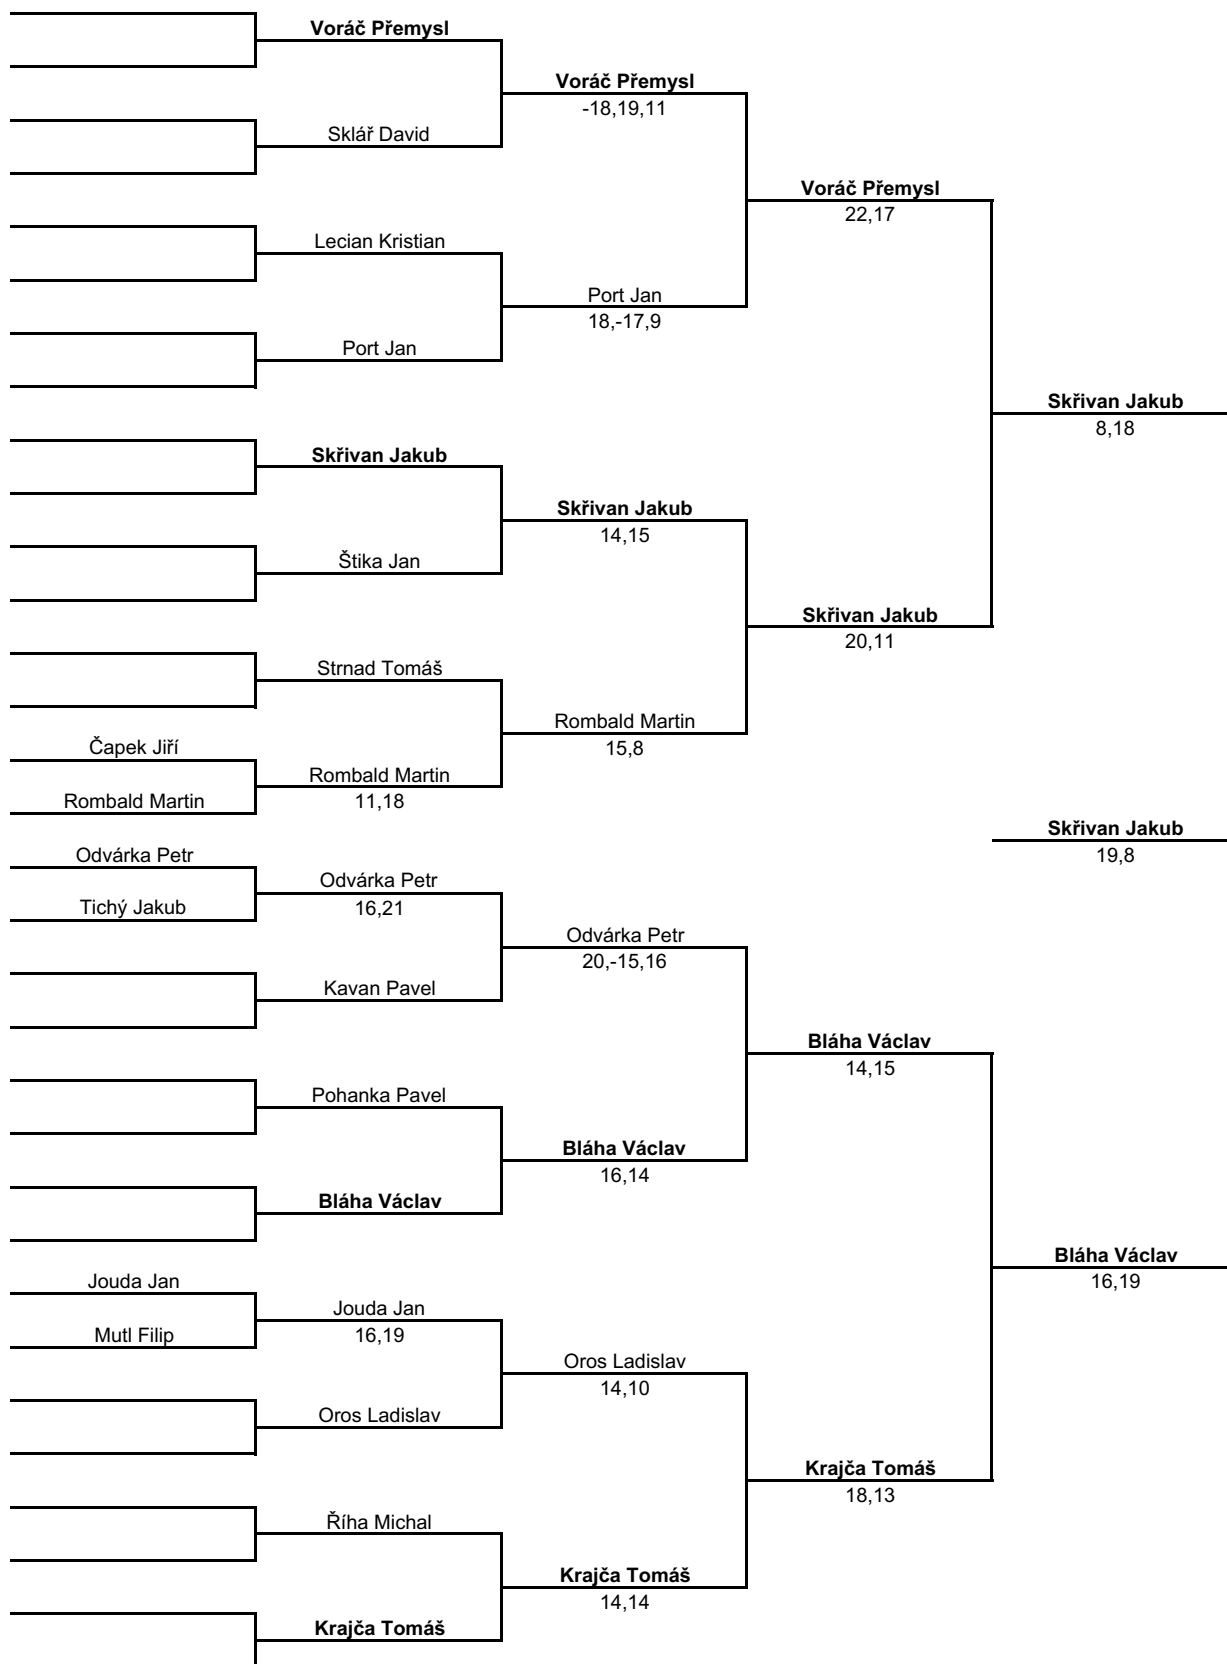 Voráč Přemysl
Voráč Přemysl
-18,19,11
Sklář David
Voráč Přemysl
22,17
Lecian Kristian
Port Jan
18,-17,9
Port Jan
Skřivan Jakub
8,18
Skřivan Jakub
Skřivan Jakub
14,15
Štika Jan
Skřivan Jakub
20,11
Strnad Tomáš
Rombald Martin
15,8
Čapek Jiří
Rombald Martin
11,18
Rombald Martin
Skřivan Jakub
19,8
Odvárka Petr
Odvárka Petr
16,21
Tichý Jakub
Odvárka Petr
20,-15,16
Kavan Pavel
Bláha Václav
14,15
Pohanka Pavel
Bláha Václav
16,14
Bláha Václav
Bláha Václav
16,19
Jouda Jan
Jouda Jan
16,19
Mutl Filip
Oros Ladislav
14,10
Oros Ladislav
Krajča Tomáš
18,13
Říha Michal
Krajča Tomáš
14,14
Krajča Tomáš